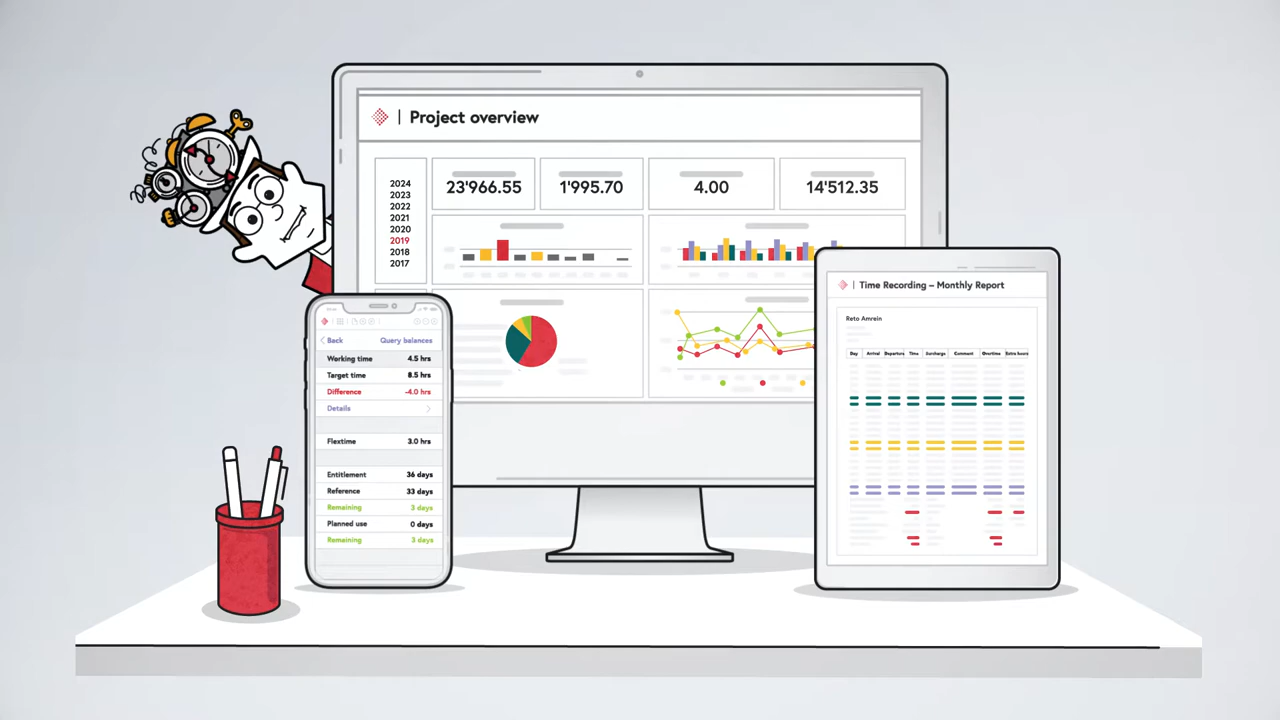 Project overview
2024
2023
2022
2021
2020
2019
2018
2017
23'966.55
1'995.70
4.00
14'512.35
Back Query balances
Working time 4.5 hrs
Target time 8.5 hrs
Difference -4.0 hrs
Details
Flextime 3.0 hrs
Entitlement 36 days
Reference 33 days
Remaining 3 days
Planned use 0 days
Remaining 3 days
Time Recording – Monthly Report
Reto Amrein
Day Arrival Departure Time Surcharge Comment Overtime Extra hours